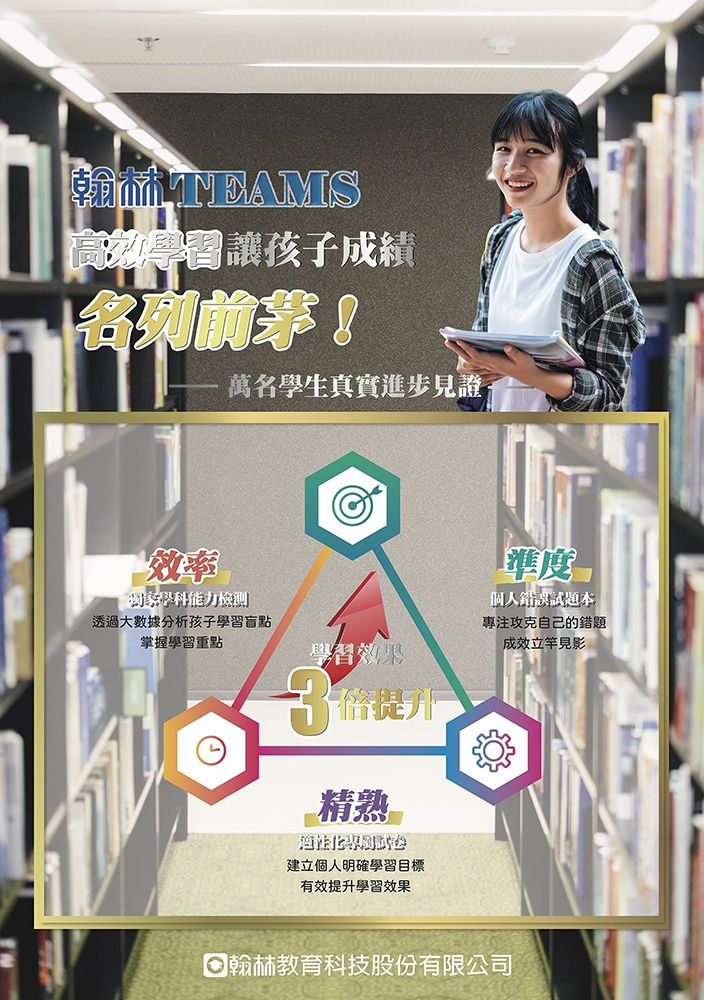 翰林 TEAMS
高效學習讓孩子成績
名列前茅！
—— 萬名學生真實進步見證
效率
獨家學科能力檢測
透過大數據分析孩子學習盲點
掌握學習重點
準度
個人錯誤試題本
專注攻克自己的錯題
成效立竿見影
學習效果
3倍提升
精熟
適性化專屬試卷
建立個人明確學習目標
有效提升學習效果
翰林教育科技股份有限公司